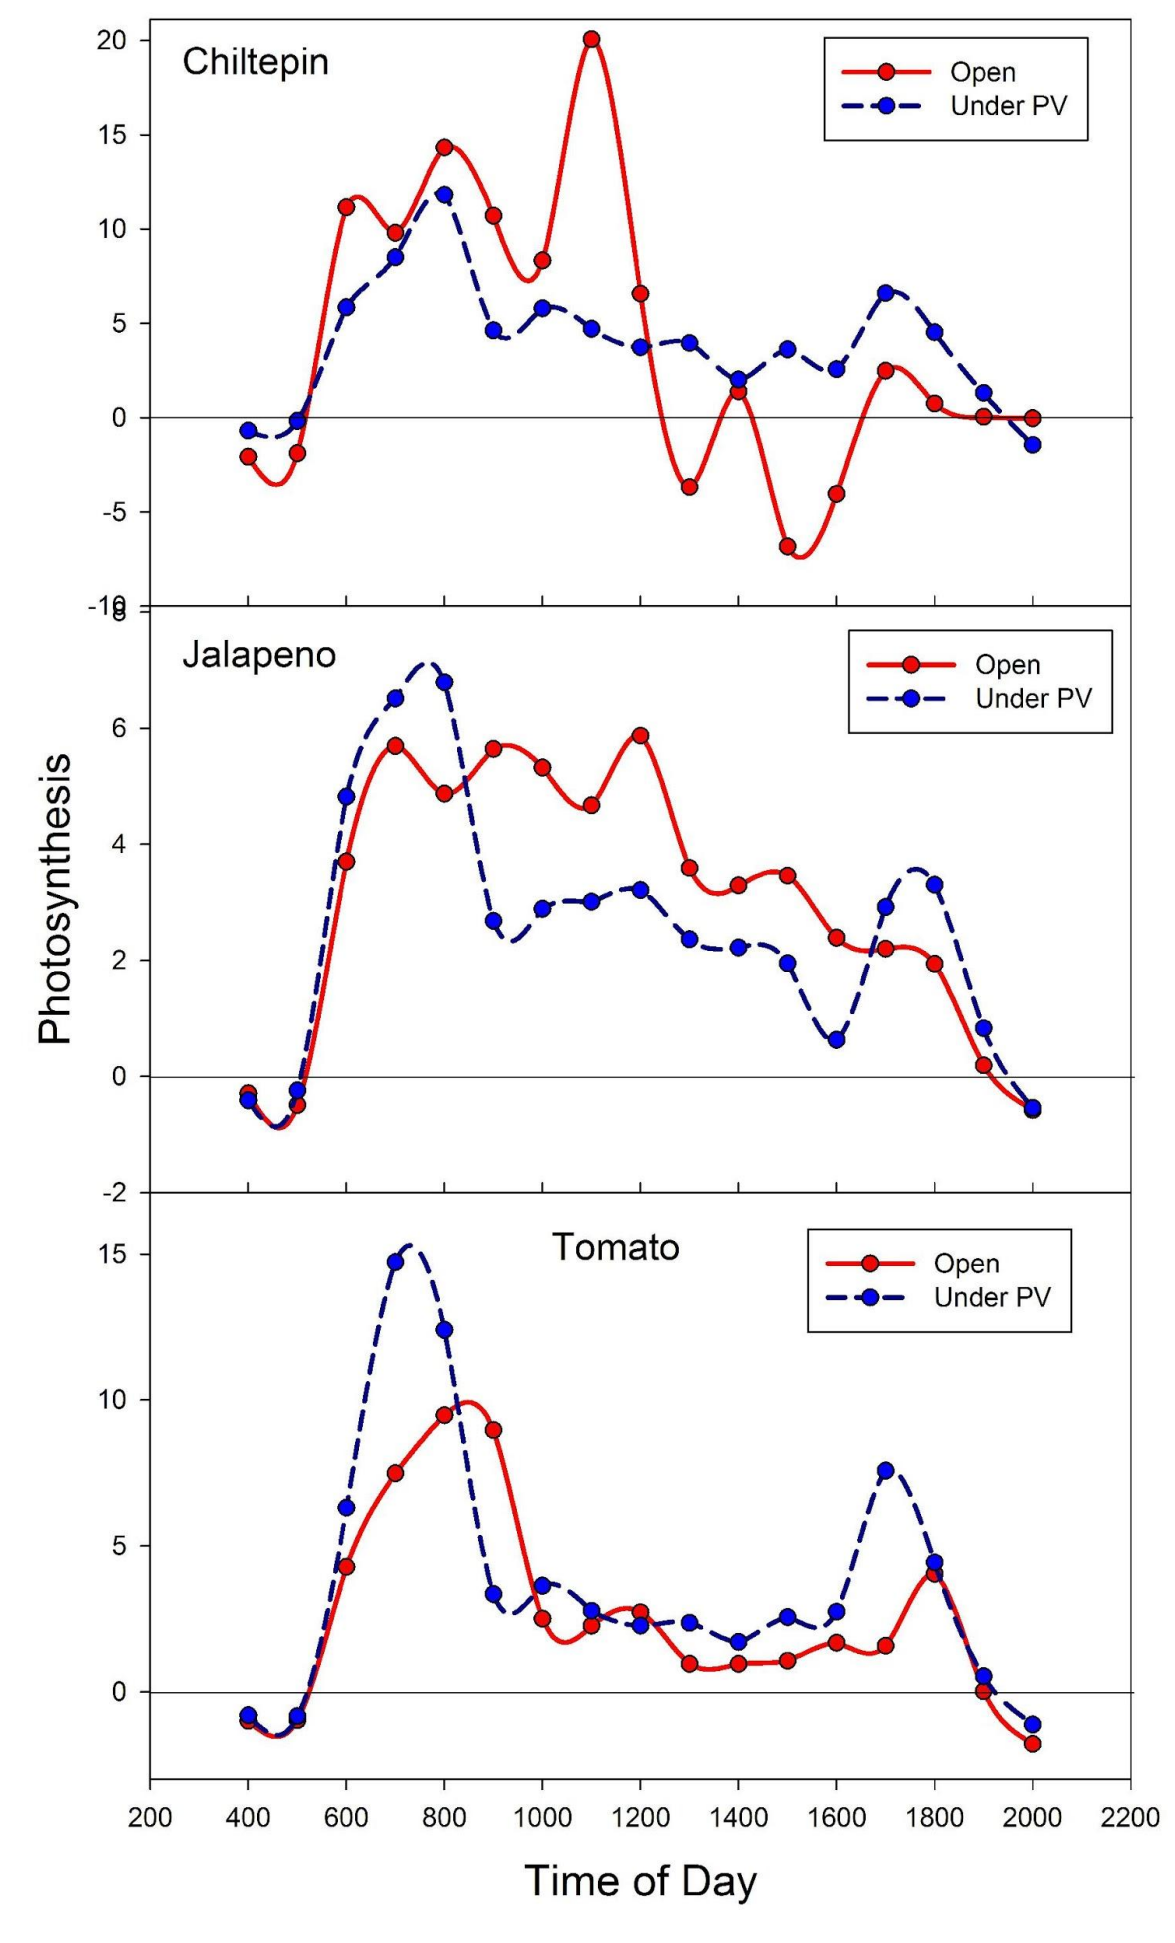 Chiltepin
Open
Under PV
20
15
10
5
0
-5
-10
Jalapeno
Open
Under PV
8
6
4
2
0
-2
Photosynthesis
Tomato
Open
Under PV
15
10
5
0
200 400 600 800 1000 1200 1400 1600 1800 2000 2200
Time of Day